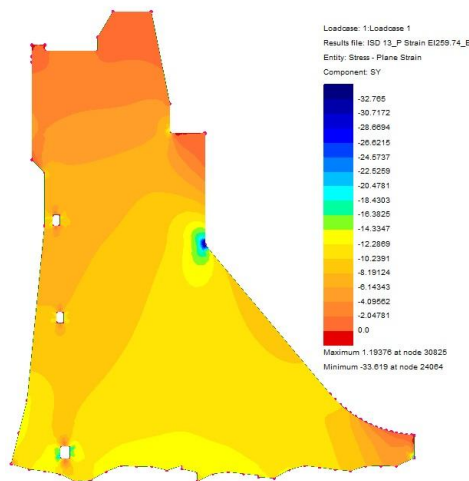 Loadcase: 1:Loadcase 1
Results file: ISD 13_P Strain EI259.74_E
Entity: Stress - Plane Strain
Component: SY
-32.765
-30.7172
-28.6694
-26.6215
-24.5737
-22.5259
-20.4781
-18.4303
-16.3825
-14.3347
-12.2869
-10.2391
-8.19124
-6.14343
-4.09562
-2.04781
0.0
Maximum 1.19376 at node 30825
Minimum -33.619 at node 24064